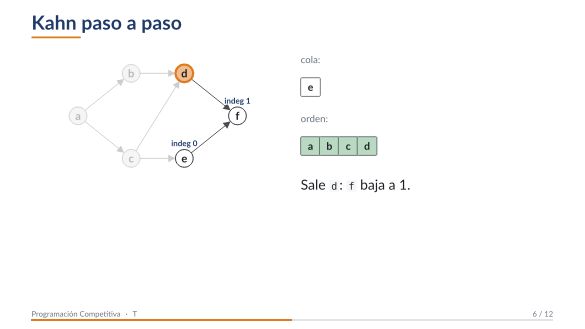 Kahn paso a paso
cola:
e
orden:
a b c d
Sale d: f baja a 1.
b
d
indeg 1
a
f
indeg 0
c
e
Programación Competitiva · T
6 / 12